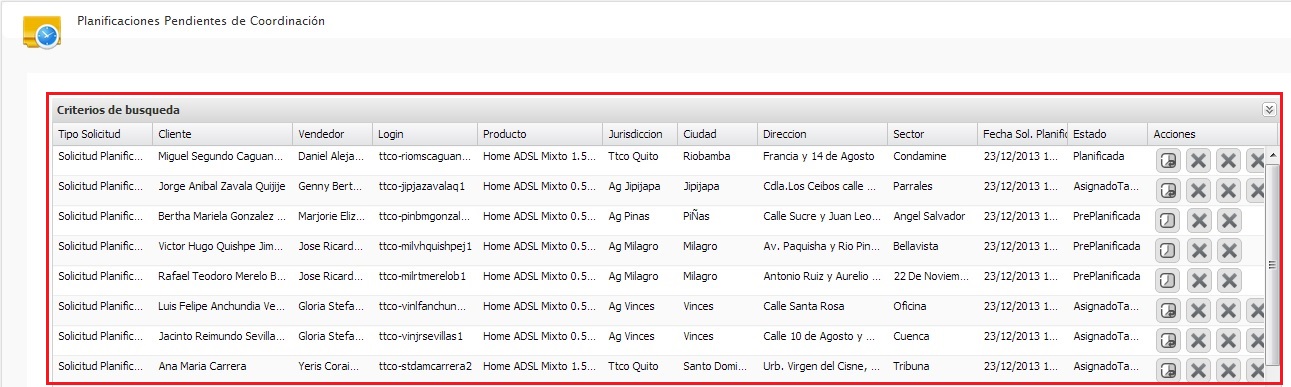 Planificaciones Pendientes de Coordinación
Criterios de busqueda
Tipo Solicitud Cliente Vendedor Login Producto Jurisdiccion Ciudad Direccion Sector Fecha Sol. Planific Estado Acciones
Solicitud Planific... Miguel Segundo Caguan... Daniel Aleja... ttco-riomscaguan... Home ADSL Mixto 1.5... Ttco Quito Riobamba Francia y 14 de Agosto Condamine 23/12/2013 1... Planificada
Solicitud Planific... Jorge Anibal Zavala Quijije Genny Bert... ttco-jipjazavalaq1 Home ADSL Mixto 0.5... Ag Jipijapa Jipijapa Cdla.Los Ceibos calle ... Parrales 23/12/2013 1... AsignadoTa...
Solicitud Planific... Bertha Mariela Gonzalez ... Marjorie Eliz... ttco-pinbmgonzal... Home ADSL Mixto 0.5... Ag Pinas PiÑas Calle Sucre y Juan Leo... Angel Salvador 23/12/2013 1... PrePlanificada
Solicitud Planific... Victor Hugo Quishpe Jim... Jose Ricard... ttco-milvhquishpej1 Home ADSL Mixto 0.5... Ag Milagro Milagro Av. Paquisha y Rio Pin... Bellavista 23/12/2013 1... PrePlanificada
Solicitud Planific... Rafael Teodoro Merelo B... Jose Ricard... ttco-milrtmerelob1 Home ADSL Mixto 0.5... Ag Milagro Milagro Antonio Ruiz y Aurelio ... 22 De Noviem... 23/12/2013 1... PrePlanificada
Solicitud Planific... Luis Felipe Anchundia Ve... Gloria Stefa... ttco-vinlfanchun... Home ADSL Mixto 0.5... Ag Vinces Vinces Calle Santa Rosa Oficina 23/12/2013 1... AsignadoTa...
Solicitud Planific... Jacinto Reimundo Sevilla... Gloria Stefa... ttco-vinjrsevillas1 Home ADSL Mixto 0.5... Ag Vinces Vinces Calle 10 de Agosto y ... Cuenca 23/12/2013 1... AsignadoTa...
Solicitud Planific... Ana Maria Carrera Yeris Corai... ttco-stdamcarrera2 Home ADSL Mixto 1.5... Ttco Quito Santo Domi... Urb. Virgen del Cisne, ... Tribuna 23/12/2013 1... AsignadoTa...